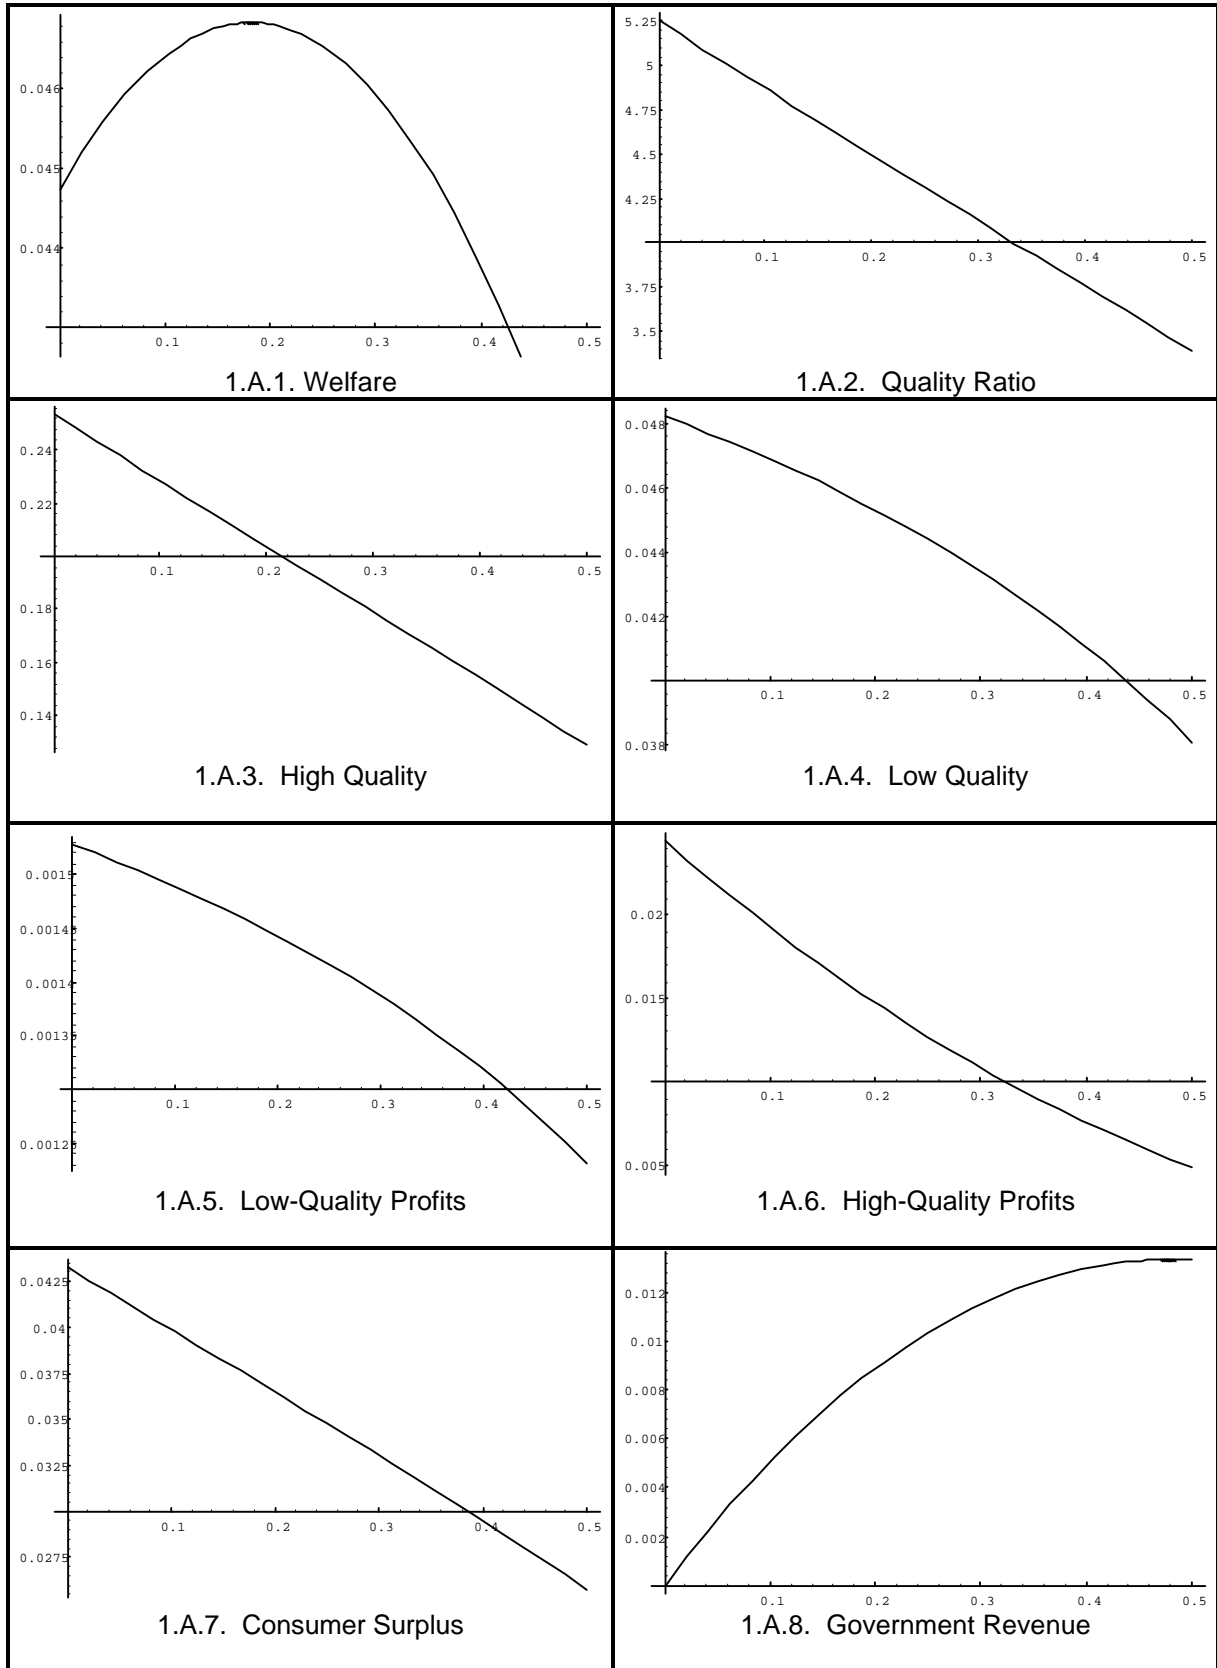 0.046
0.045
0.044
0.1 0.2 0.3 0.4 0.5
1.A.1. Welfare
5.25
5
4.75
4.5
4.25
0.1 0.2 0.3 0.4 0.5
3.75
3.5
1.A.2. Quality Ratio
0.24
0.22
0.1 0.2 0.3 0.4 0.5
0.18
0.16
0.14
1.A.3. High Quality
0.048
0.046
0.044
0.042
0.1 0.2 0.3 0.4 0.5
0.038
1.A.4. Low Quality
0.0015
0.00145
0.0014
0.00135
0.1 0.2 0.3 0.4 0.5
0.00125
1.A.5. Low-Quality Profits
0.02
0.015
0.1 0.2 0.3 0.4 0.5
0.005
1.A.6. High-Quality Profits
0.0425
0.04
0.0375
0.035
0.0325
0.1 0.2 0.3 0.4 0.5
0.0275
1.A.7. Consumer Surplus
0.012
0.01
0.008
0.006
0.004
0.002
0.1 0.2 0.3 0.4 0.5
1.A.8. Government Revenue